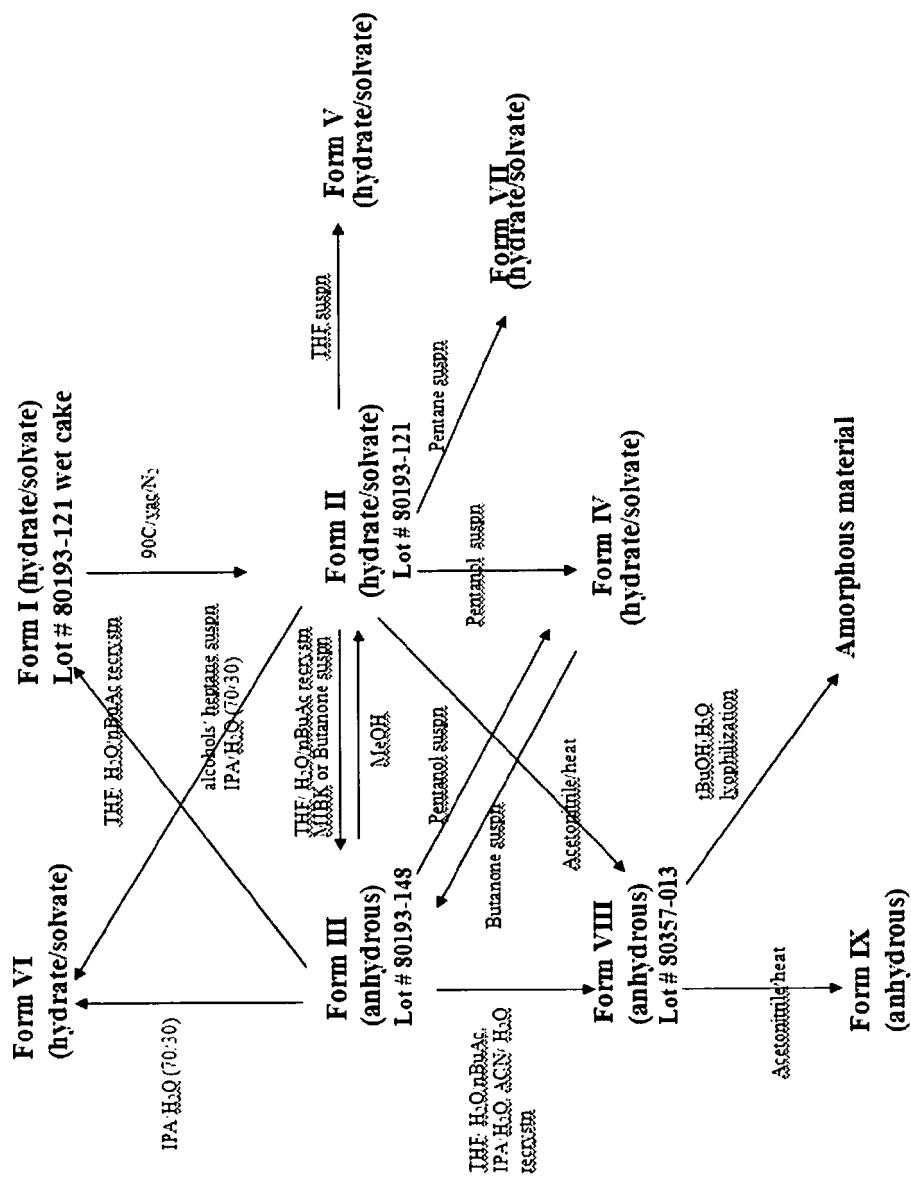 Form VI
(hydrate/solvate)
Form I (hydrate/solvate)
Lot # 80193-121 wet cake
IPA/H2O (70/30)
THF/ H2O/nBuAc recrystn
90C/vac/N2
alcohols/ heptane suspn
IPA/H2O (70/30)
Form III
(anhydrous)
Lot # 80193-148
THF/ H2O/nBuAc recrystn
MIBK or Butanone suspn
MeOH
Form II
(hydrate/solvate)
Lot # 80193-121
THF suspn
Form V
(hydrate/solvate)
THF/ H2O/nBuAc,
IPA/H2O, ACN/ H2O
recrystn
Butanone suspn
Pentanol suspn
Acetonitrile/heat
Pentanol suspn
Pentane suspn
Form VIII
(anhydrous)
Lot # 80357-013
Form IV
(hydrate/solvate)
Form VII
(hydrate/solvate)
Acetonitrile/heat
tBuOH/H2O
lyophilization
Form IX
(anhydrous)
Amorphous material